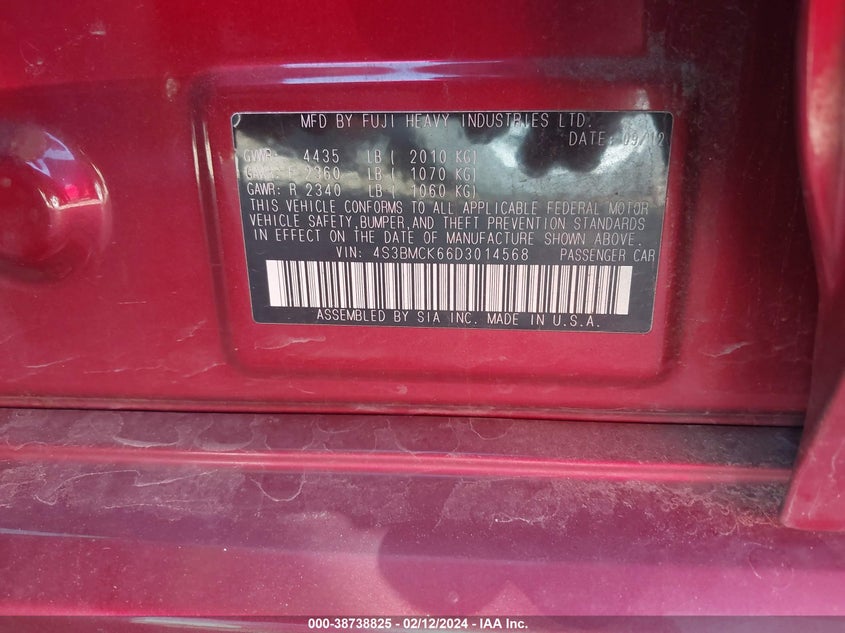 MFD BY FUJI HEAVY INDUSTRIES LTD.
DATE: 09/12
GVWR: 4435 LB ( 2010 KG)
GAWR: F 2360 LB ( 1070 KG)
GAWR: R 2340 LB ( 1060 KG)
THIS VEHICLE CONFORMS TO ALL APPLICABLE FEDERAL MOTOR
VEHICLE SAFETY,BUMPER,AND THEFT PREVENTION STANDARDS
IN EFFECT ON THE DATE OF MANUFACTURE SHOWN ABOVE.
VIN: 4S3BMCK66D3014568 PASSENGER CAR
ASSEMBLED BY SIA INC. MADE IN U.S.A.
000-38738825 - 02/12/2024 - IAA Inc.